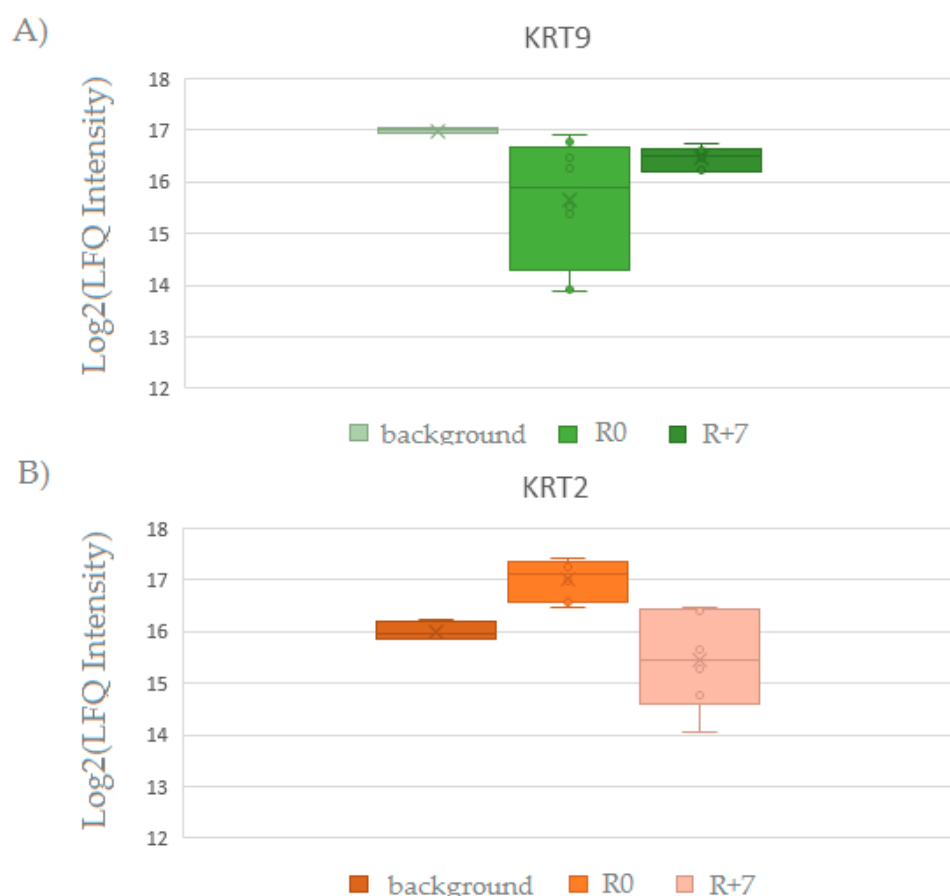 A)
KRT9
Log2(LFQ Intensity)
18
17
16
15
14
13
12
background R0 R+7
B)
KRT2
Log2(LFQ Intensity)
18
17
16
15
14
13
12
background R0 R+7